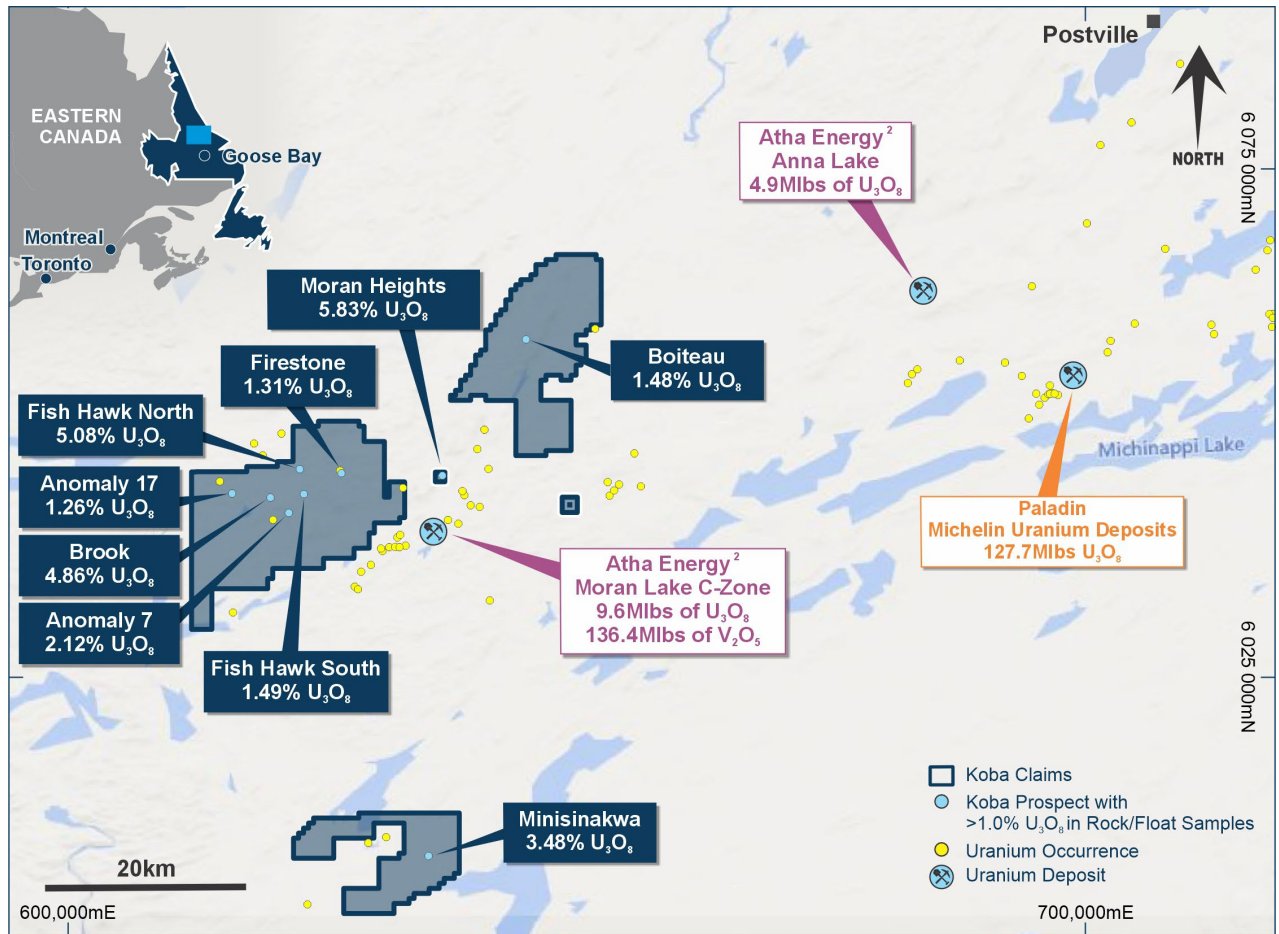 Postville
EASTERN
CANADA
Goose Bay
Montreal
Toronto
NORTH
6 075 000mN
Atha Energy ²
Anna Lake
4.9Mlbs of U₃O₈
Moran Heights
5.83% U₃O₈
Firestone
1.31% U₃O₈
Boiteau
1.48% U₃O₈
Fish Hawk North
5.08% U₃O₈
Anomaly 17
1.26% U₃O₈
Brook
4.86% U₃O₈
Anomaly 7
2.12% U₃O₈
Fish Hawk South
1.49% U₃O₈
Michinappi Lake
Paladin
Michelin Uranium Deposits
127.7Mlbs U₃O₈
Atha Energy ²
Moran Lake C-Zone
9.6Mlbs of U₃O₈
136.4Mlbs of V₂O₅
6 025 000mN
Minisinakwa
3.48% U₃O₈
Koba Claims
Koba Prospect with
>1.0% U₃O₈ in Rock/Float Samples
Uranium Occurrence
Uranium Deposit
20km
600,000mE
700,000mE